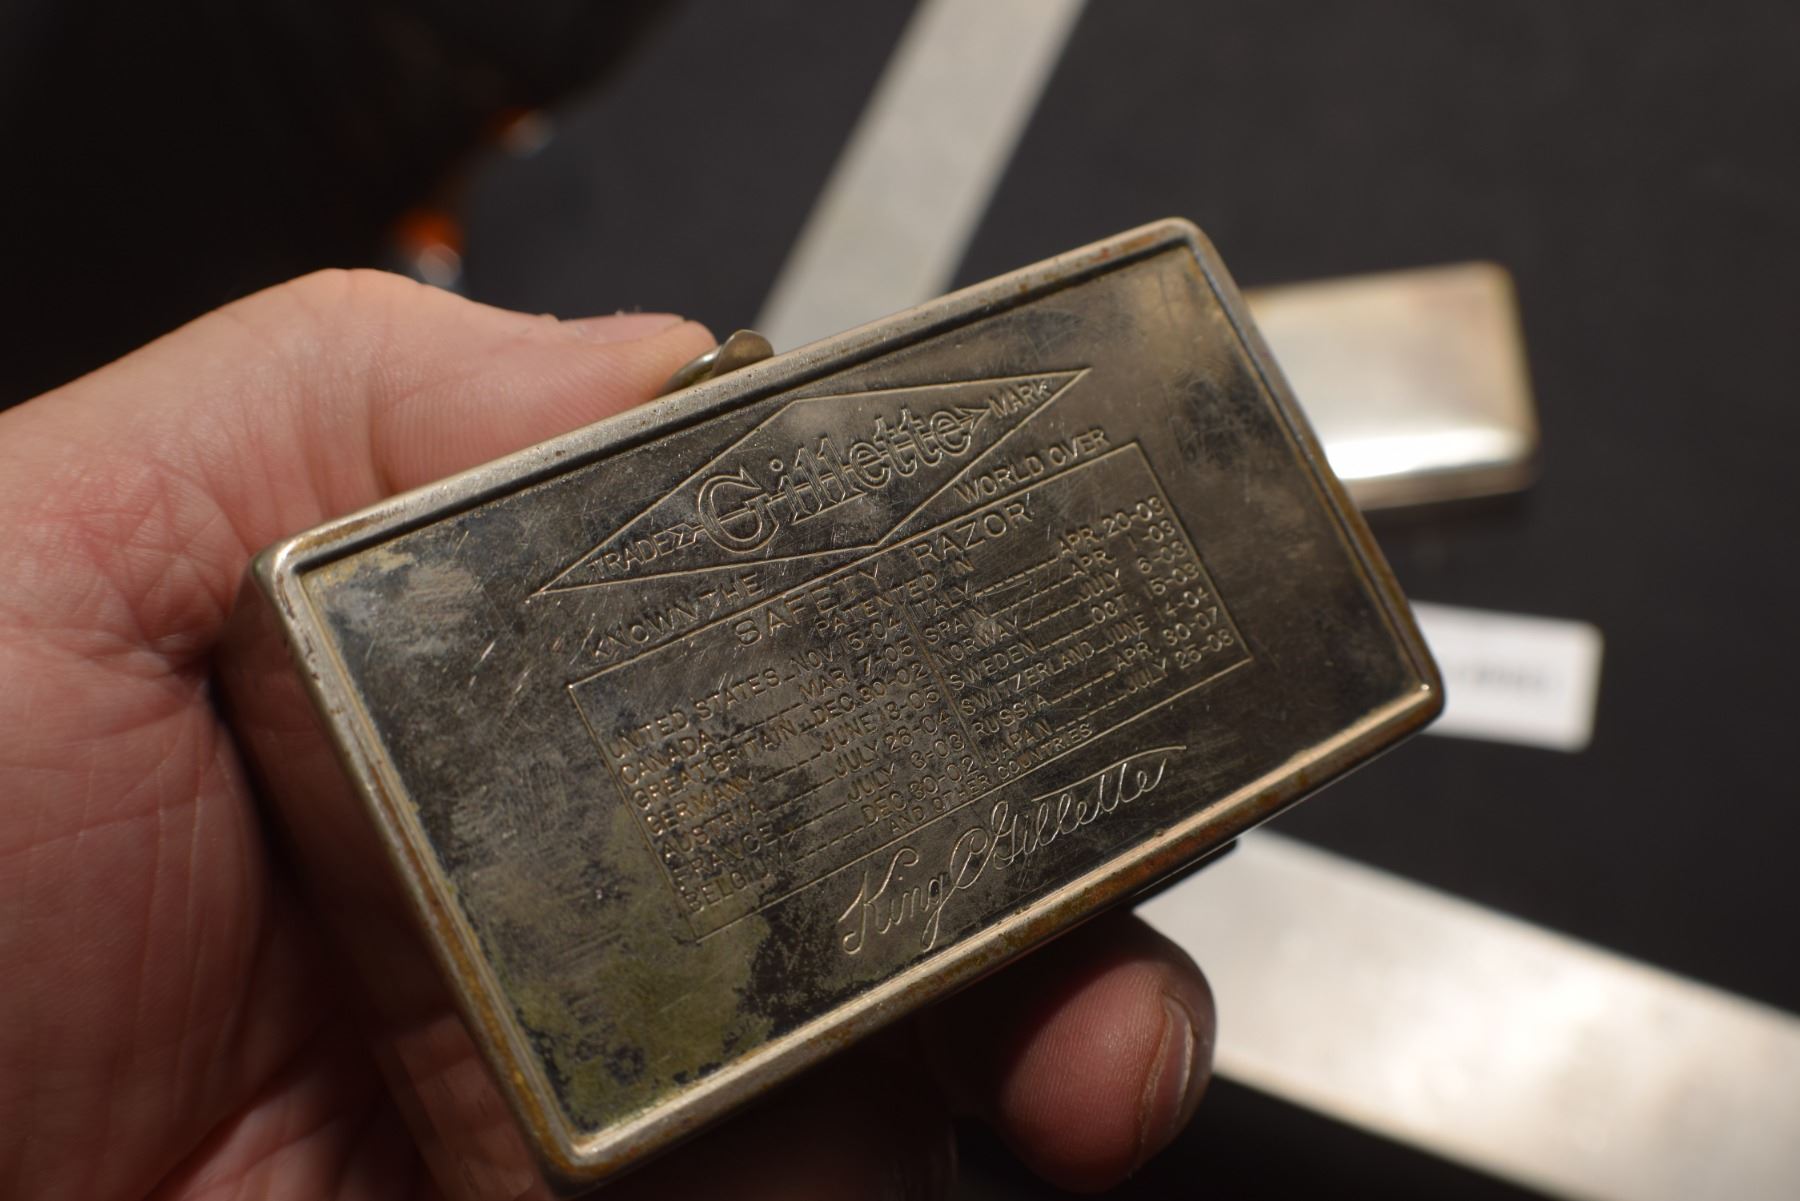 TRADE Gillette MARK
KNOWN THE WORLD OVER
SAFETY RAZOR
PATENTED IN
UNITED STATES NOV. 15-04
CANADA MAR. 7-05
GREAT BRITAIN DEC. 30-02
GERMANY JUNE 13-05
AUSTRIA JULY 26-04
FRANCE JULY 6-03
BELGIUM DEC. 30-02
ITALY APR. 20-03
SPAIN APR. 1-03
NORWAY JULY 6-03
SWEDEN OCT. 15-03
SWITZERLAND JUNE 14-04
RUSSIA APR. 30-07
JAPAN JULY 25-03
AND OTHER COUNTRIES
King C Gillette